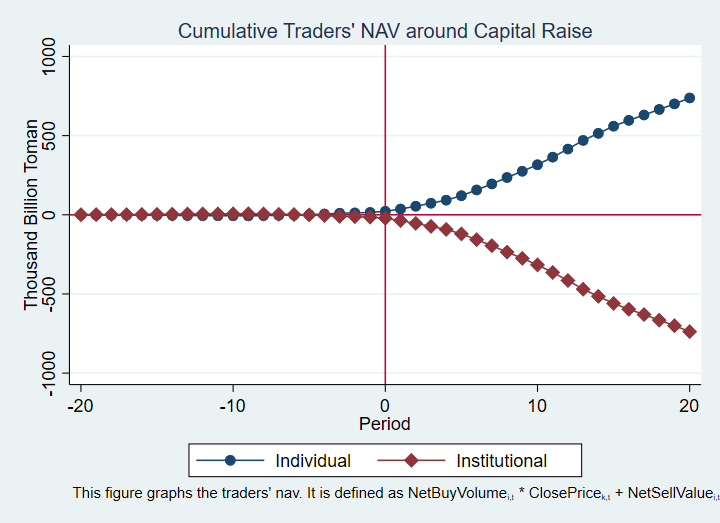 Cumulative Traders' NAV around Capital Raise
Thousand Billion Toman
1000
500
0
-500
-1000
-20
-10
0
10
20
Period
Individual
Institutional
This figure graphs the traders' nav. It is defined as NetBuyVolumei,t * ClosePricek,t + NetSellValuei,t